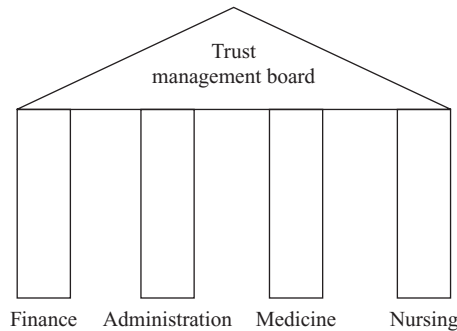 Trust
management board
Finance Administration Medicine Nursing